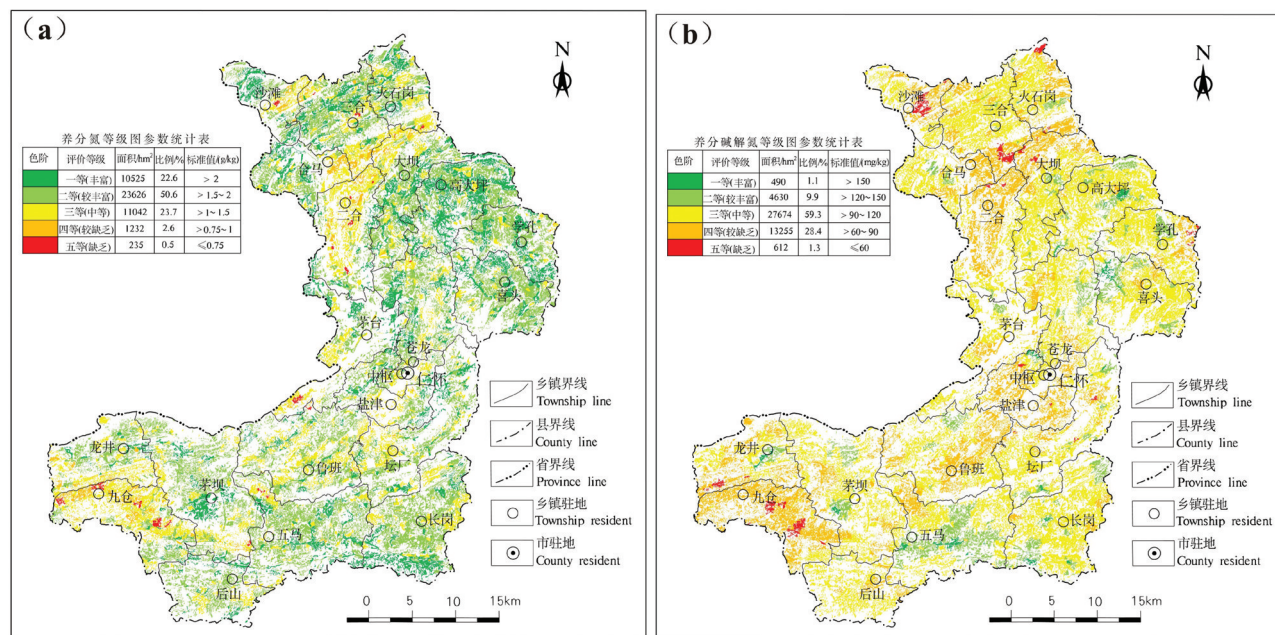 (a)
N
沙滩
三合
火石岗
养分氮等级图参数统计表
色阶 评价等级 面积/hm² 比例/% 标准值/(g/kg)
一等(丰富) 10525 22.6 >2
二等(较丰富) 23626 50.6 >1.5~2
三等(中等) 11042 23.7 >1~1.5
四等(较缺乏) 1232 2.6 >0.75~1
五等(缺乏) 235 0.5 ≤0.75
合马
大坝
高大坪
二合
学孔
喜头
茅台
苍龙
中枢
仁怀
盐津
龙井
鲁班
坛厂
九仓
茅坝
长岗
五马
后山
乡镇界线
Township line
县界线
County line
省界线
Province line
乡镇驻地
Township resident
市驻地
County resident
0 5 10 15km
(b)
N
沙滩
三合
火石岗
养分碱解氮等级图参数统计表
色阶 评价等级 面积/hm² 比例/% 标准值/(mg/kg)
一等(丰富) 490 1.1 >150
二等(较丰富) 4630 9.9 >120~150
三等(中等) 27674 59.3 >90~120
四等(较缺乏) 13255 28.4 >60~90
五等(缺乏) 612 1.3 ≤60
合马
大坝
高大坪
二合
学孔
喜头
茅台
苍龙
中枢
仁怀
盐津
龙井
鲁班
坛厂
九仓
茅坝
长岗
五马
后山
乡镇界线
Township line
县界线
County line
省界线
Province line
乡镇驻地
Township resident
市驻地
County resident
0 5 10 15km